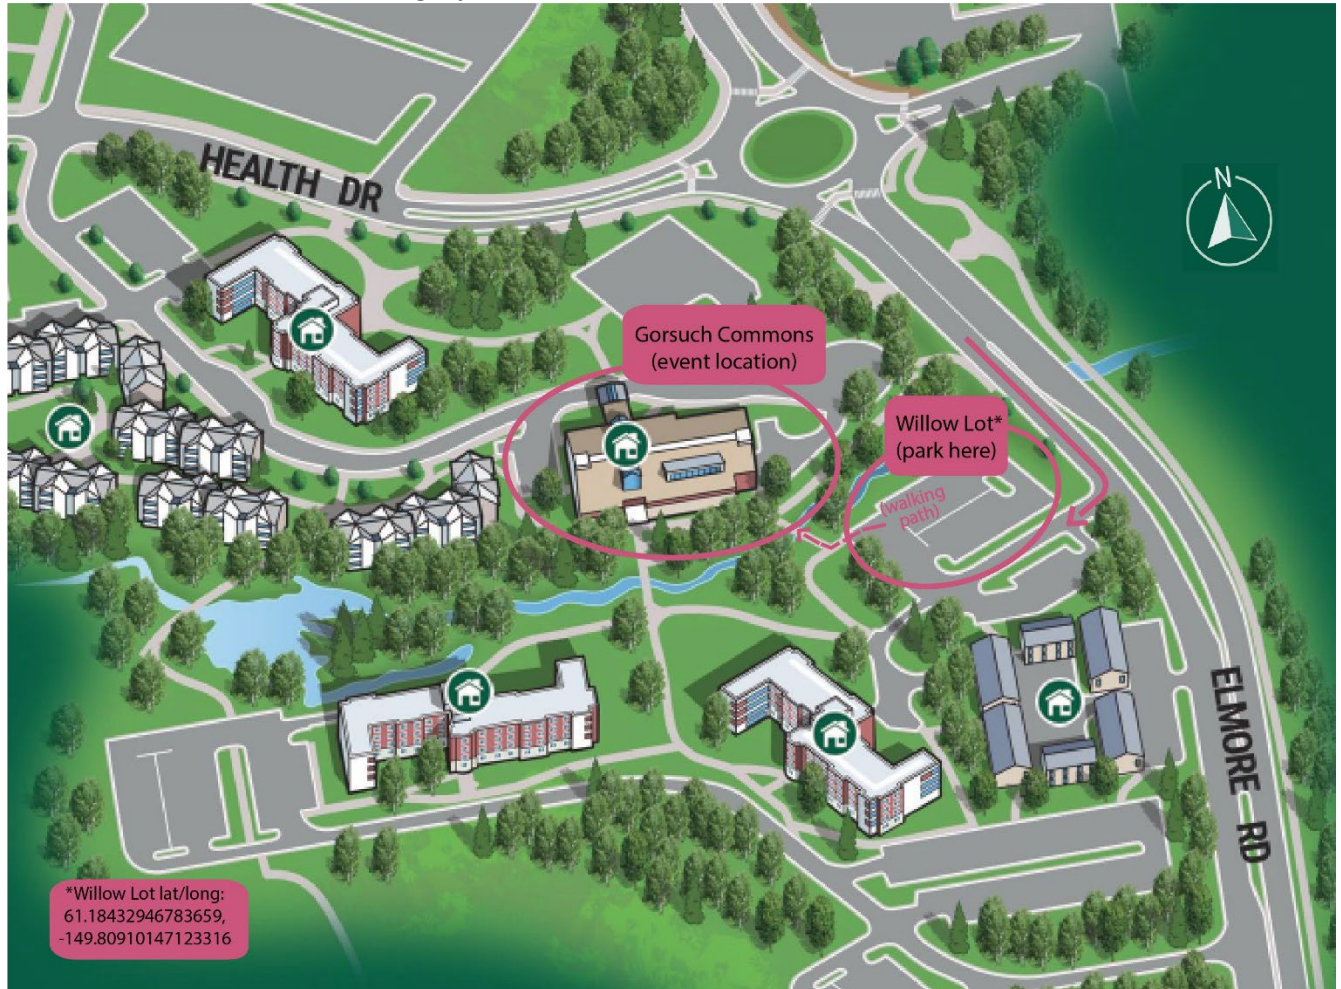 HEALTH DR
N
Gorsuch Commons
(event location)
Willow Lot*
(park here)
(walking
path)
ELMORE RD
*Willow Lot lat/long:
61.18432946783659,
-149.80910147123316